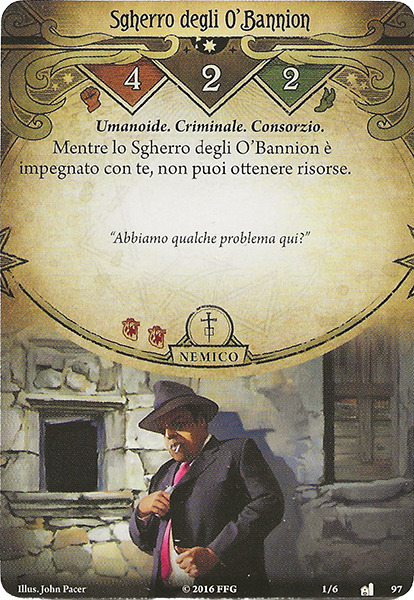 Sgherro degli O'Bannion
4 2 2
Umanoide. Criminale. Consorzio.
Mentre lo Sgherro degli O'Bannion è
impegnato con te, non puoi ottenere risorse.
“Abbiamo qualche problema qui?”
NEMICO
Illus. John Pacer © 2016 FFG 1/6 97